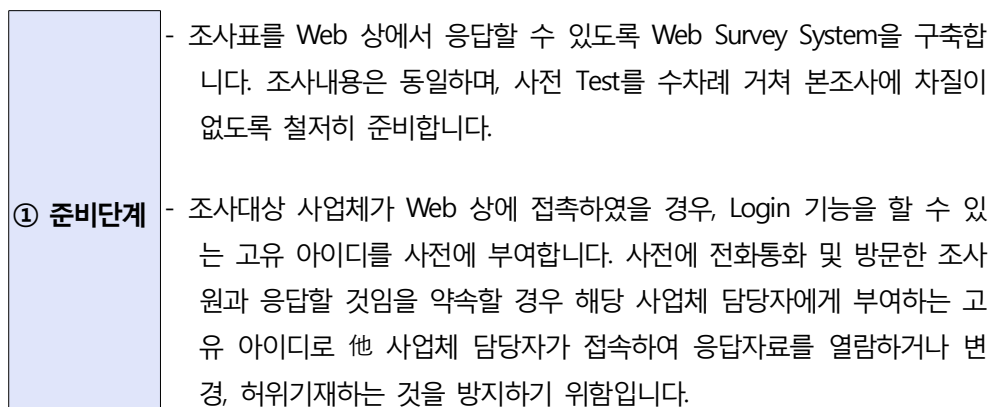 - 조사표를 Web 상에서 응답할 수 있도록 Web Survey System을 구축합
니다. 조사내용은 동일하며, 사전 Test를 수차례 거쳐 본조사에 차질이
없도록 철저히 준비합니다.
① 준비단계
- 조사대상 사업체가 Web 상에 접촉하였을 경우, Login 기능을 할 수 있
는 고유 아이디를 사전에 부여합니다. 사전에 전화통화 및 방문한 조사
원과 응답할 것임을 약속할 경우 해당 사업체 담당자에게 부여하는 고
유 아이디로 他 사업체 담당자가 접속하여 응답자료를 열람하거나 변
경, 허위기재하는 것을 방지하기 위함입니다.